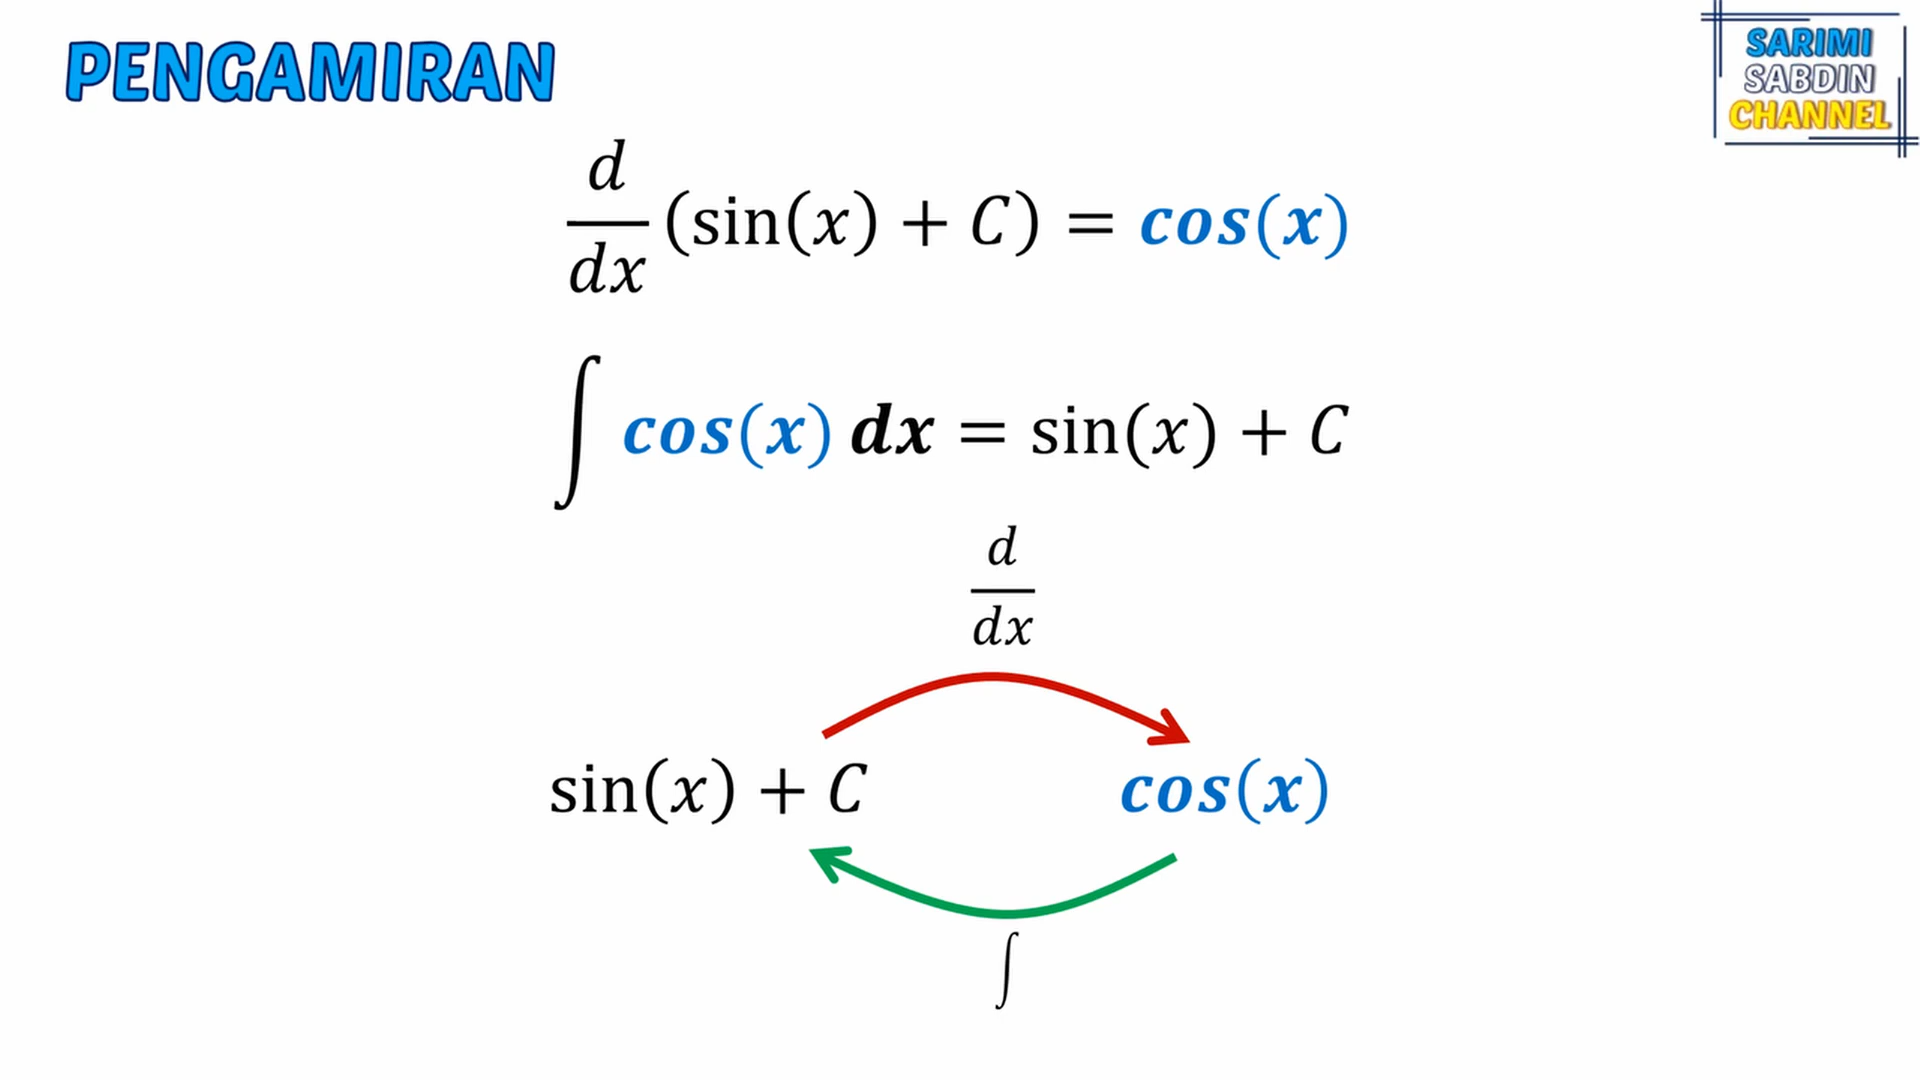 PENGAMIRAN
SARIMI
SABDIN
CHANNEL
d/dx (sin(x) + C) = cos(x)
∫ cos(x) dx = sin(x) + C
d/dx
sin(x) + C cos(x)
∫